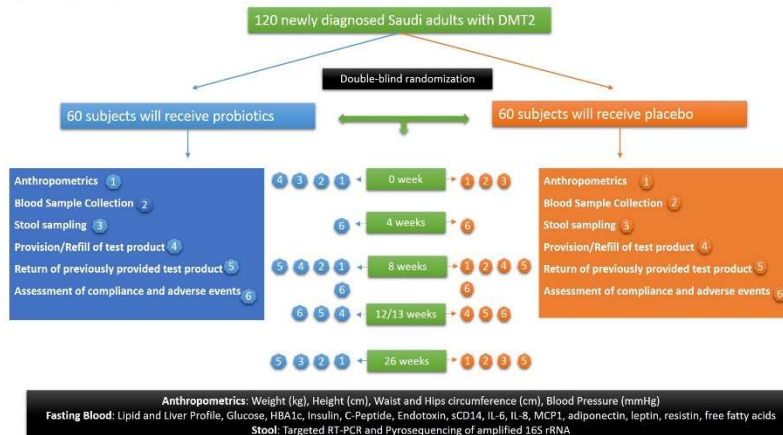 120 newly diagnosed Saudi adults with DMT2
Double-blind randomization
60 subjects will receive probiotics
60 subjects will receive placebo
Anthropometrics 1
Blood Sample Collection 2
Stool sampling 3
Provision/Refill of test product 4
Return of previously provided test product 5
Assessment of compliance and adverse events 6
4 3 2 1 0 week 1 2 3
6 4 weeks 6
5 4 2 1 8 weeks 1 2 4 5
6 6
6 5 4 12/13 weeks 4 5 6
5 3 2 1 26 weeks 1 2 3 5
Anthropometrics 1
Blood Sample Collection 2
Stool sampling 3
Provision/Refill of test product 4
Return of previously provided test product 5
Assessment of compliance and adverse events 6
Anthropometrics: Weight (kg), Height (cm), Waist and Hips circumference (cm), Blood Pressure (mmHg)
Fasting Blood: Lipid and Liver Profile, Glucose, HBA1c, Insulin, C-Peptide, Endotoxin, sCD14, IL-6, IL-8, MCP1, adiponectin, leptin, resistin, free fatty acids
Stool: Targeted RT-PCR and Pyrosequencing of amplified 16S rRNA